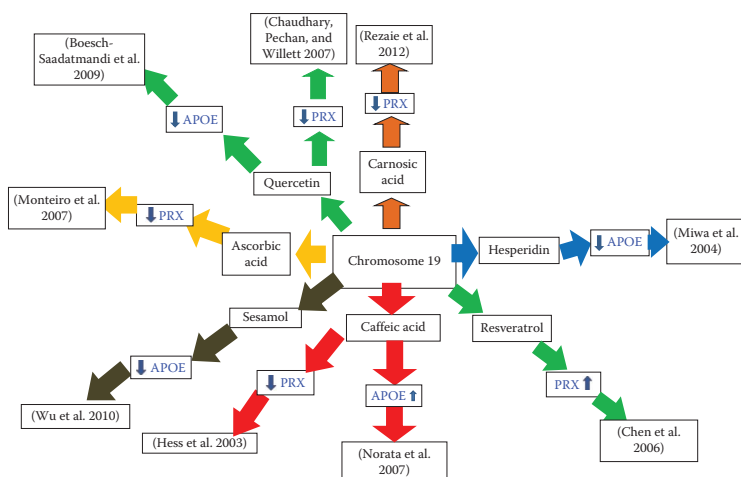 (Boesch-
Saadatmandi et al.
2009)
(Chaudhary,
Pechan, and
Willett 2007)
(Rezaie et al.
2012)
⬇ PRX
⬇ PRX
⬇ APOE
Carnosic
acid
Quercetin
(Monteiro et al.
2007)
⬇ PRX
Ascorbic
acid
Chromosome 19
Hesperidin
⬇ APOE
(Miwa et al.
2004)
Sesamol
Caffeic acid
Resveratrol
⬇ APOE
⬇ PRX
APOE ⬆
PRX ⬆
(Wu et al. 2010)
(Hess et al. 2003)
(Norata et al.
2007)
(Chen et al.
2006)